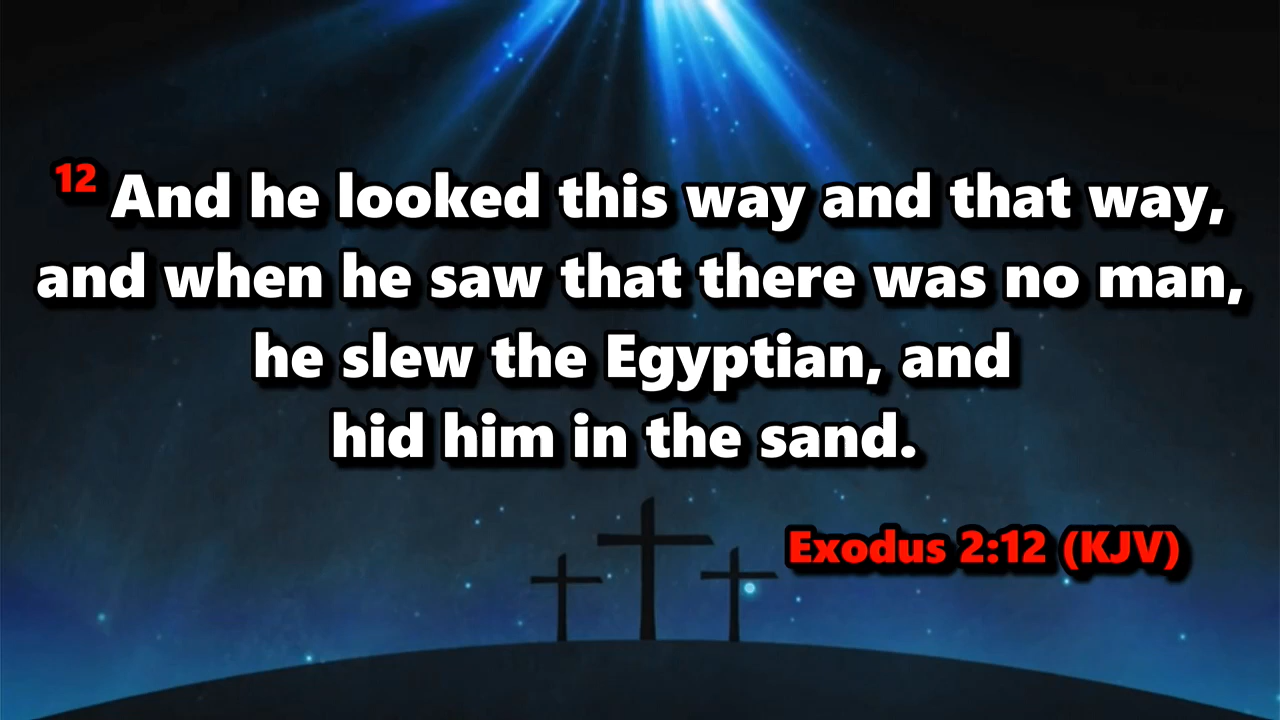 12 And he looked this way and that way,
and when he saw that there was no man,
he slew the Egyptian, and
hid him in the sand.
Exodus 2:12 (KJV)